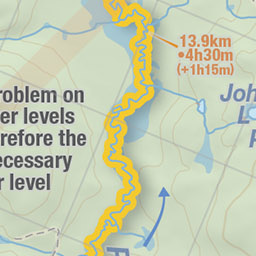 13.9km
•4h30m
(+1h15m)
roblem on
er levels
refore the
ecessary
r level
Joh
L